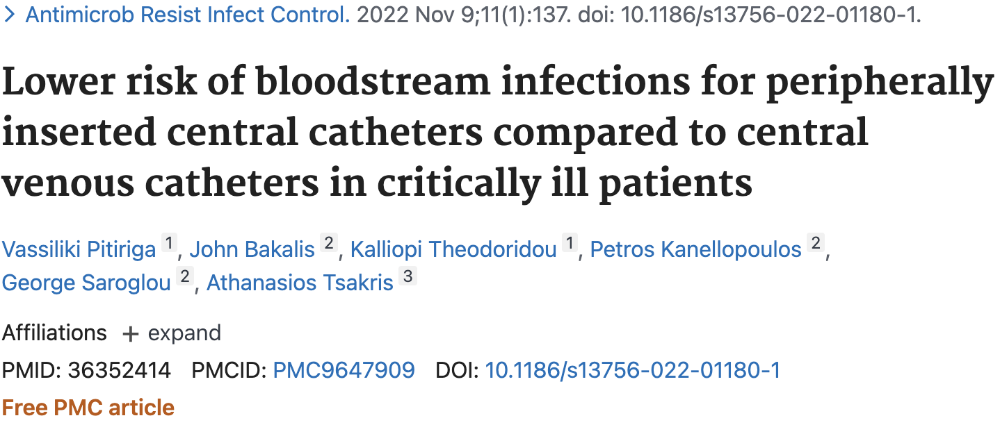 > Antimicrob Resist Infect Control. 2022 Nov 9;11(1):137. doi: 10.1186/s13756-022-01180-1.
Lower risk of bloodstream infections for peripherally
inserted central catheters compared to central
venous catheters in critically ill patients
Vassiliki Pitiriga 1, John Bakalis 2, Kalliopi Theodoridou 1, Petros Kanellopoulos 2,
George Saroglou 2, Athanasios Tsakris 3
Affiliations + expand
PMID: 36352414 PMCID: PMC9647909 DOI: 10.1186/s13756-022-01180-1
Free PMC article